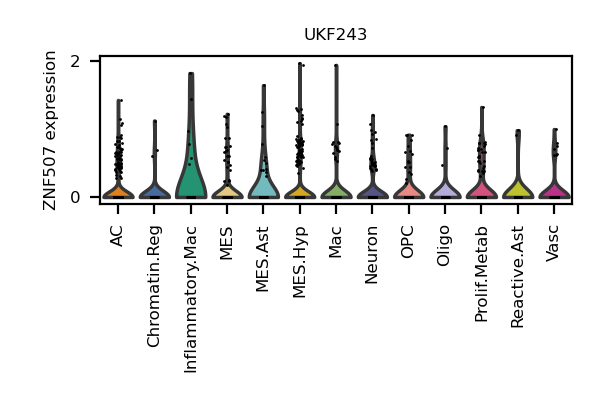 UKF243
ZNF507 expression
2
0
AC
Chromatin.Reg
Inflammatory.Mac
MES
MES.Ast
MES.Hyp
Mac
Neuron
OPC
Oligo
Prolif.Metab
Reactive.Ast
Vasc